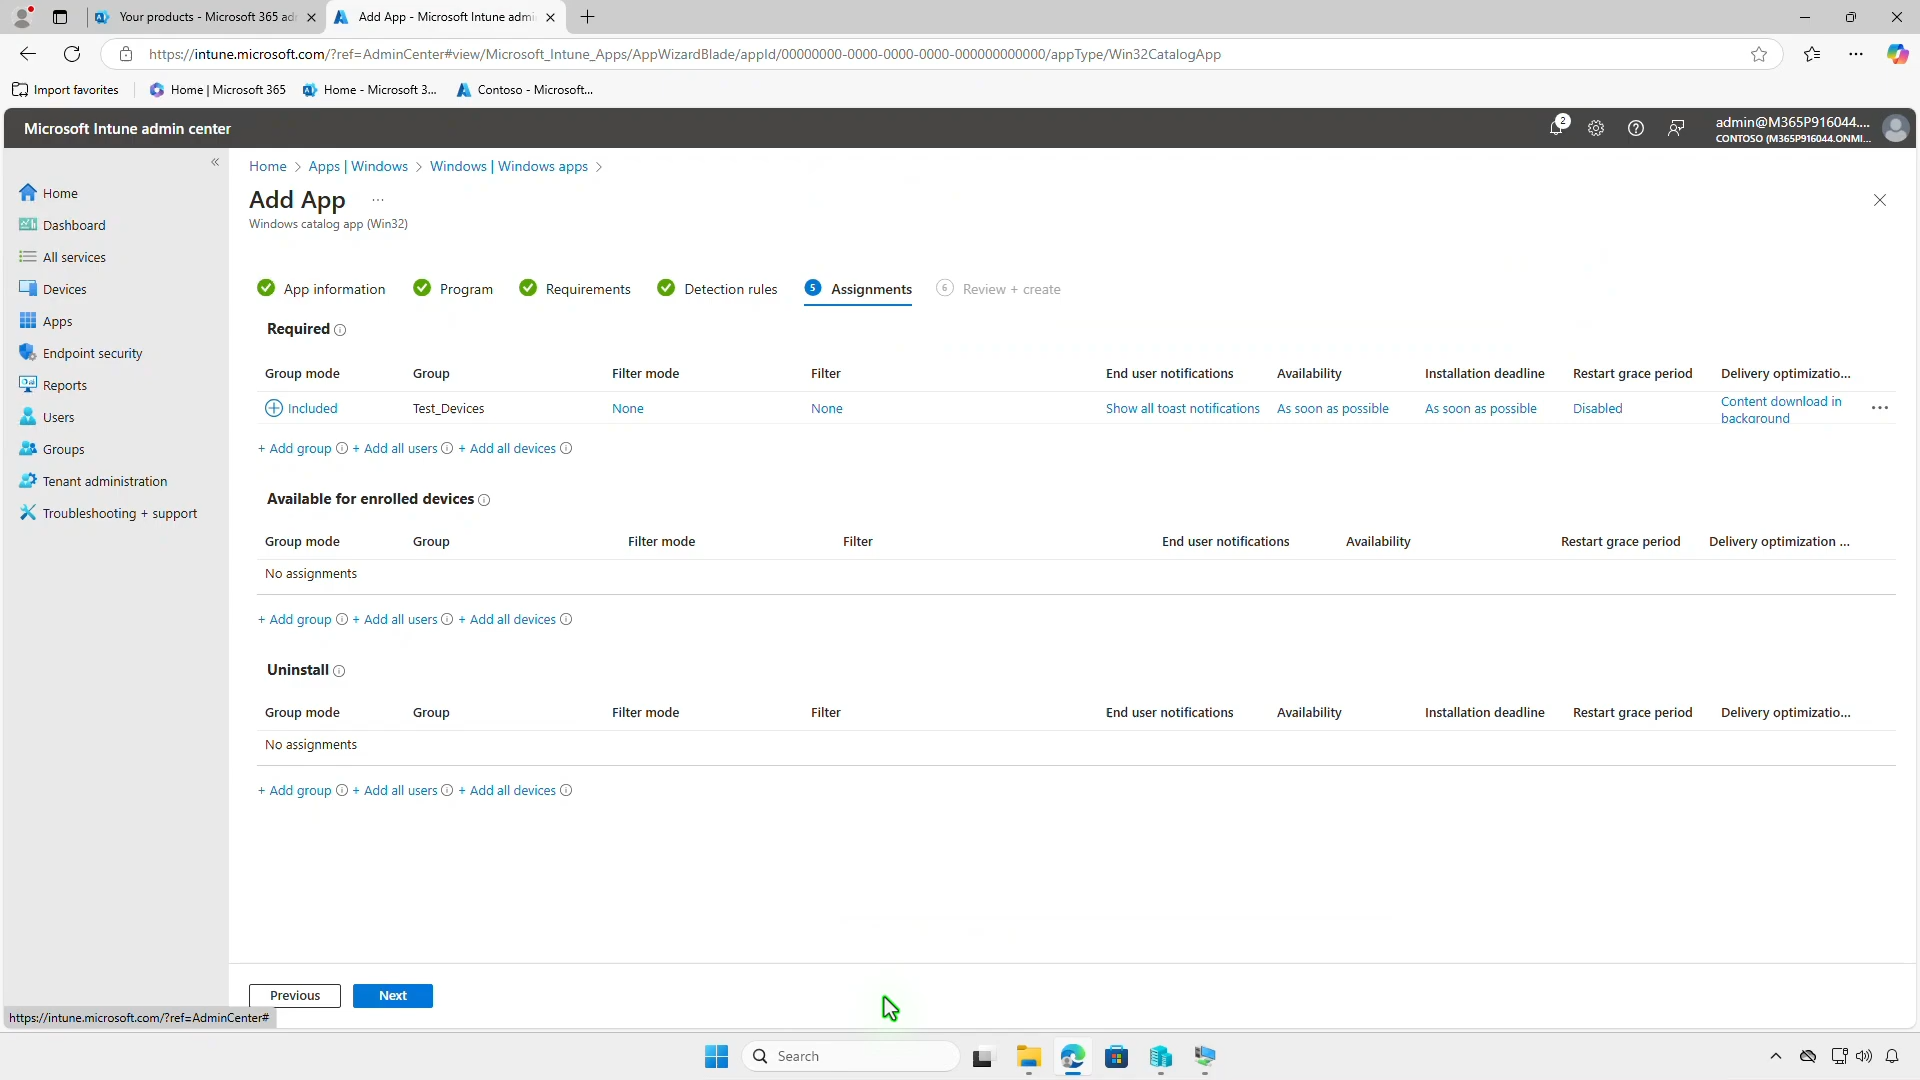 Your products - Microsoft 365 ad
Add App - Microsoft Intune admi
https://intune.microsoft.com/?ref=AdminCenter#view/Microsoft_Intune_Apps/AppWizardBlade/appId/00000000-0000-0000-0000-000000000000/appType/Win32CatalogApp
Import favorites
Home | Microsoft 365
Home - Microsoft 3...
Contoso - Microsoft...
Microsoft Intune admin center
2
admin@M365P916044....
CONTOSO (M365P916044.ONMI...
Home
Dashboard
All services
Devices
Apps
Endpoint security
Reports
Users
Groups
Tenant administration
Troubleshooting + support
Home > Apps | Windows > Windows | Windows apps >
Add App ...
Windows catalog app (Win32)
App information
Program
Requirements
Detection rules
5 Assignments
6 Review + create
Required
Group mode Group Filter mode Filter End user notifications Availability Installation deadline Restart grace period Delivery optimizatio...
Included Test_Devices None None Show all toast notifications As soon as possible As soon as possible Disabled Content download in
background
+ Add group + Add all users + Add all devices
Available for enrolled devices
Group mode Group Filter mode Filter End user notifications Availability Restart grace period Delivery optimization ...
No assignments
+ Add group + Add all users + Add all devices
Uninstall
Group mode Group Filter mode Filter End user notifications Availability Installation deadline Restart grace period Delivery optimizatio...
No assignments
+ Add group + Add all users + Add all devices
Previous
Next
https://intune.microsoft.com/?ref=AdminCenter#
Search